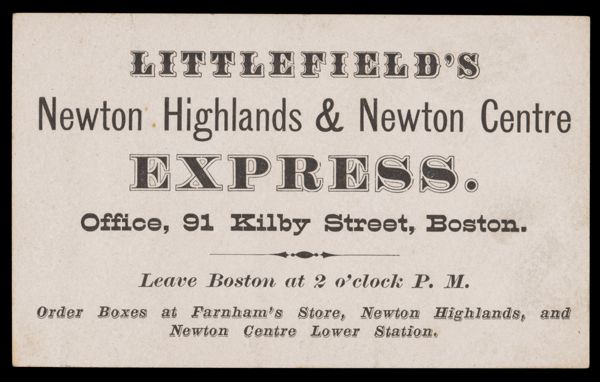 LITTLEFIELD'S
Newton Highlands & Newton Centre
EXPRESS.
Office, 91 Kilby Street, Boston.
Leave Boston at 2 o'clock P. M.
Order Boxes at Farnham's Store, Newton Highlands, and
Newton Centre Lower Station.